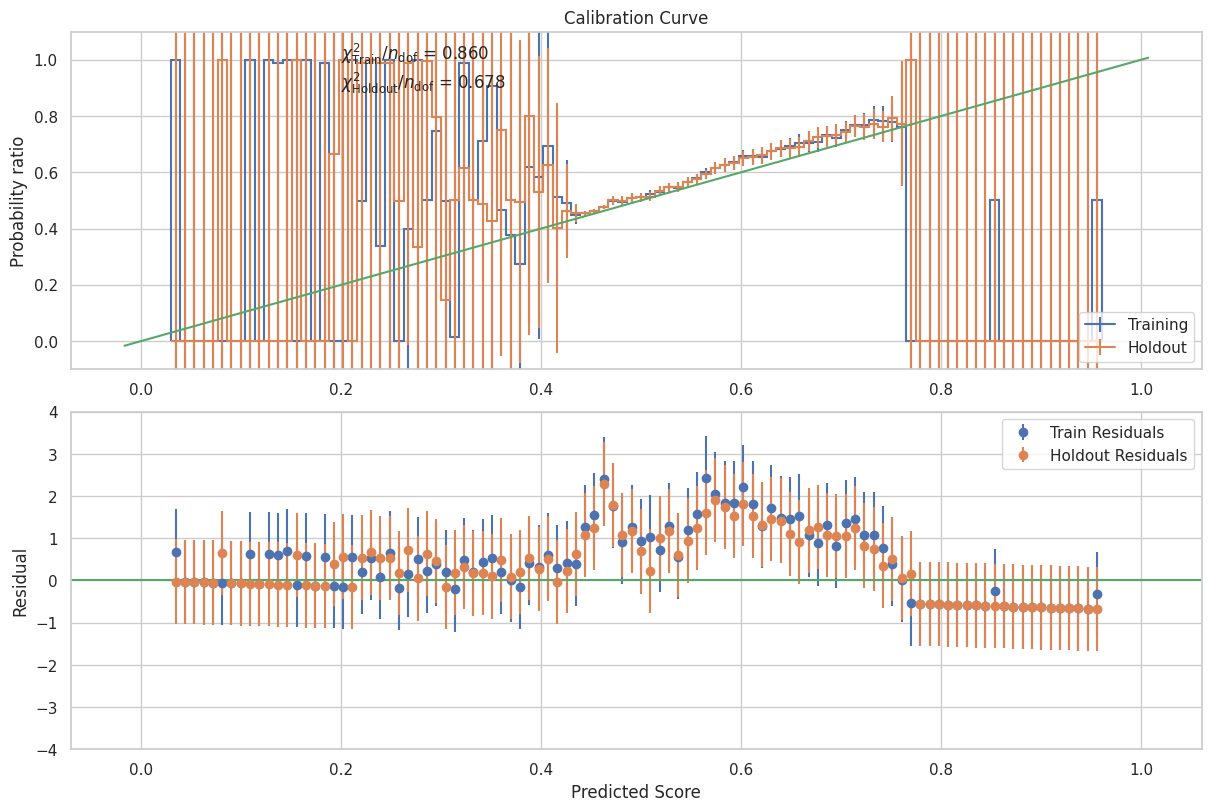 Calibration Curve
χ²Train/ndof = 0.860
χ²Holdout/ndof = 0.678
Probability ratio
1.0
0.8
0.6
0.4
0.2
0.0
Training
Holdout
0.0 0.2 0.4 0.6 0.8 1.0
Residual
4
3
2
1
0
−1
−2
−3
−4
Train Residuals
Holdout Residuals
0.0 0.2 0.4 0.6 0.8 1.0
Predicted Score